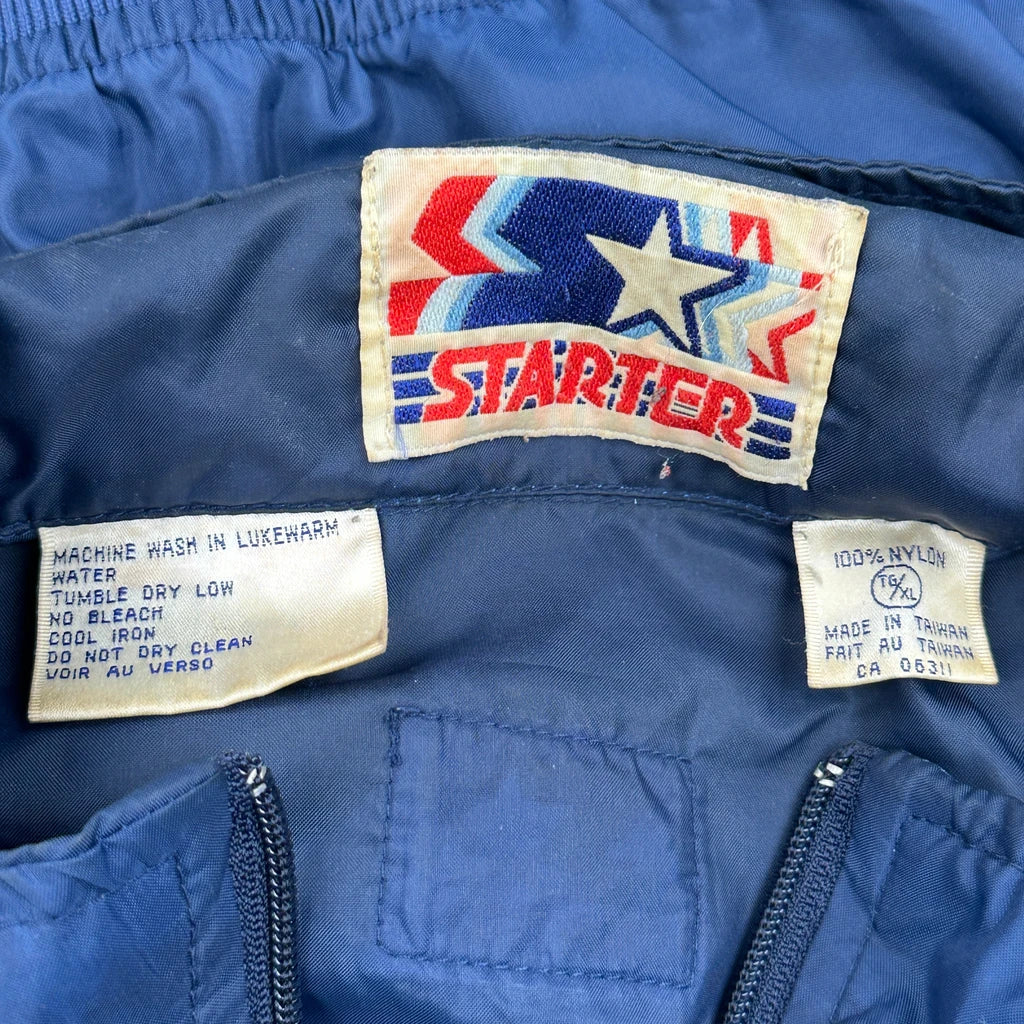 STARTER
MACHINE WASH IN LUKEWARM
WATER
TUMBLE DRY LOW
NO BLEACH
COOL IRON
DO NOT DRY CLEAN
VOIR AU VERSO
100% NYLON
TG/XL
MADE IN TAIWAN
FAIT AU TAIWAN
CA 06311